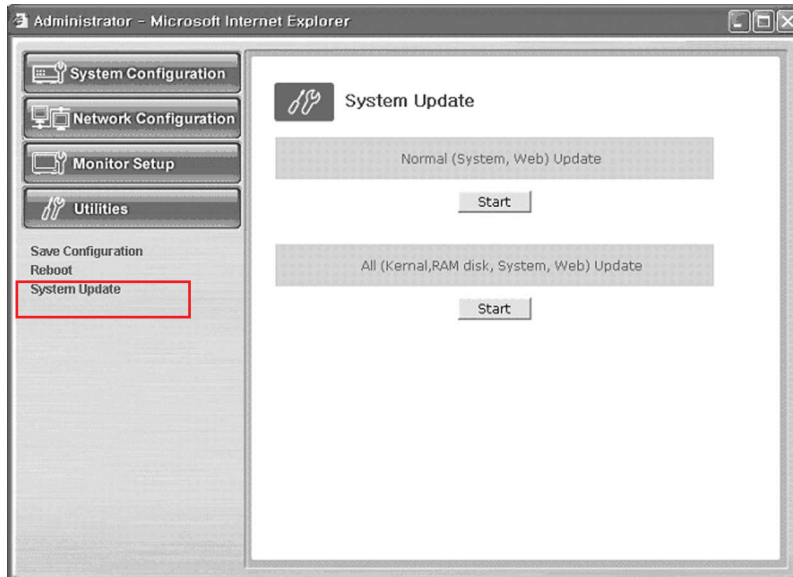 Administrator - Microsoft Internet Explorer
System Configuration
Network Configuration
Monitor Setup
Utilities
Save Configuration
Reboot
System Update
System Update
Normal (System, Web) Update
Start
All (Kernal,RAM disk, System, Web) Update
Start